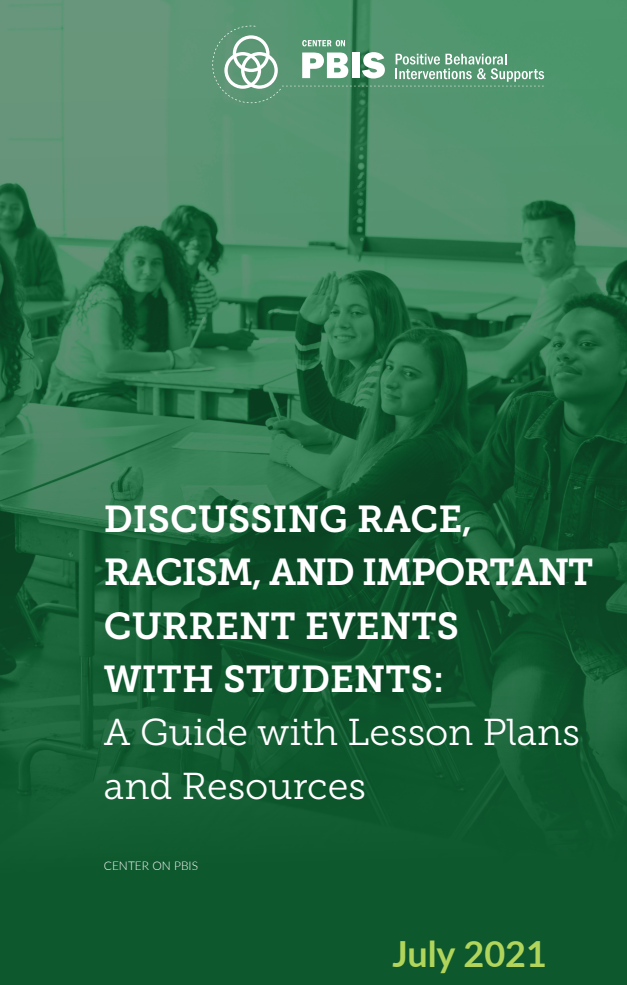 CENTER ON
PBIS Positive Behavioral
Interventions & Supports
DISCUSSING RACE,
RACISM, AND IMPORTANT
CURRENT EVENTS
WITH STUDENTS:
A Guide with Lesson Plans
and Resources
CENTER ON PBIS
July 2021